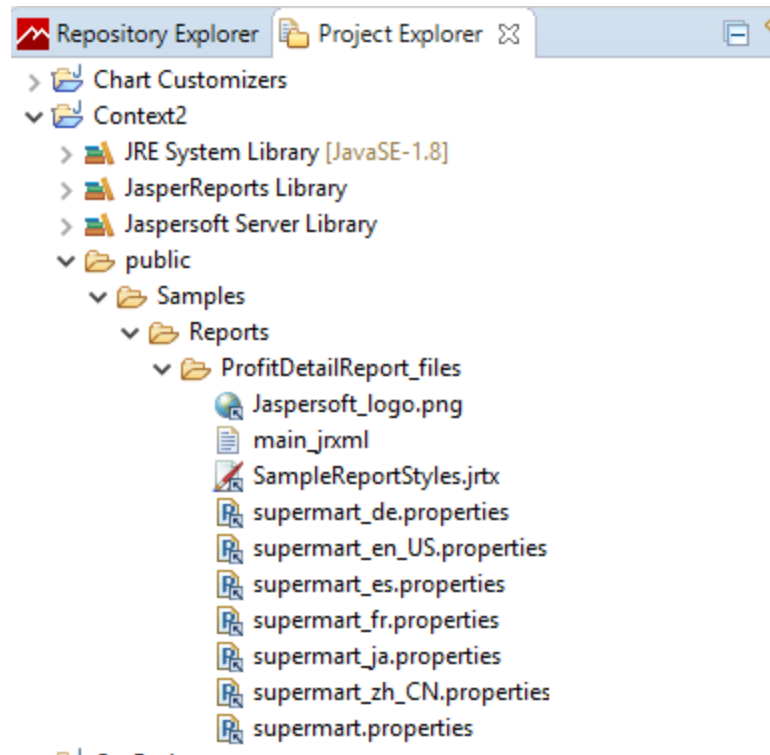 Repository Explorer Project Explorer
Chart Customizers
Context2
JRE System Library [JavaSE-1.8]
JasperReports Library
Jaspersoft Server Library
public
Samples
Reports
ProfitDetailReport_files
Jaspersoft_logo.png
main_jrxml
SampleReportStyles.jrtx
supermart_de.properties
supermart_en_US.properties
supermart_es.properties
supermart_fr.properties
supermart_ja.properties
supermart_zh_CN.properties
supermart.properties